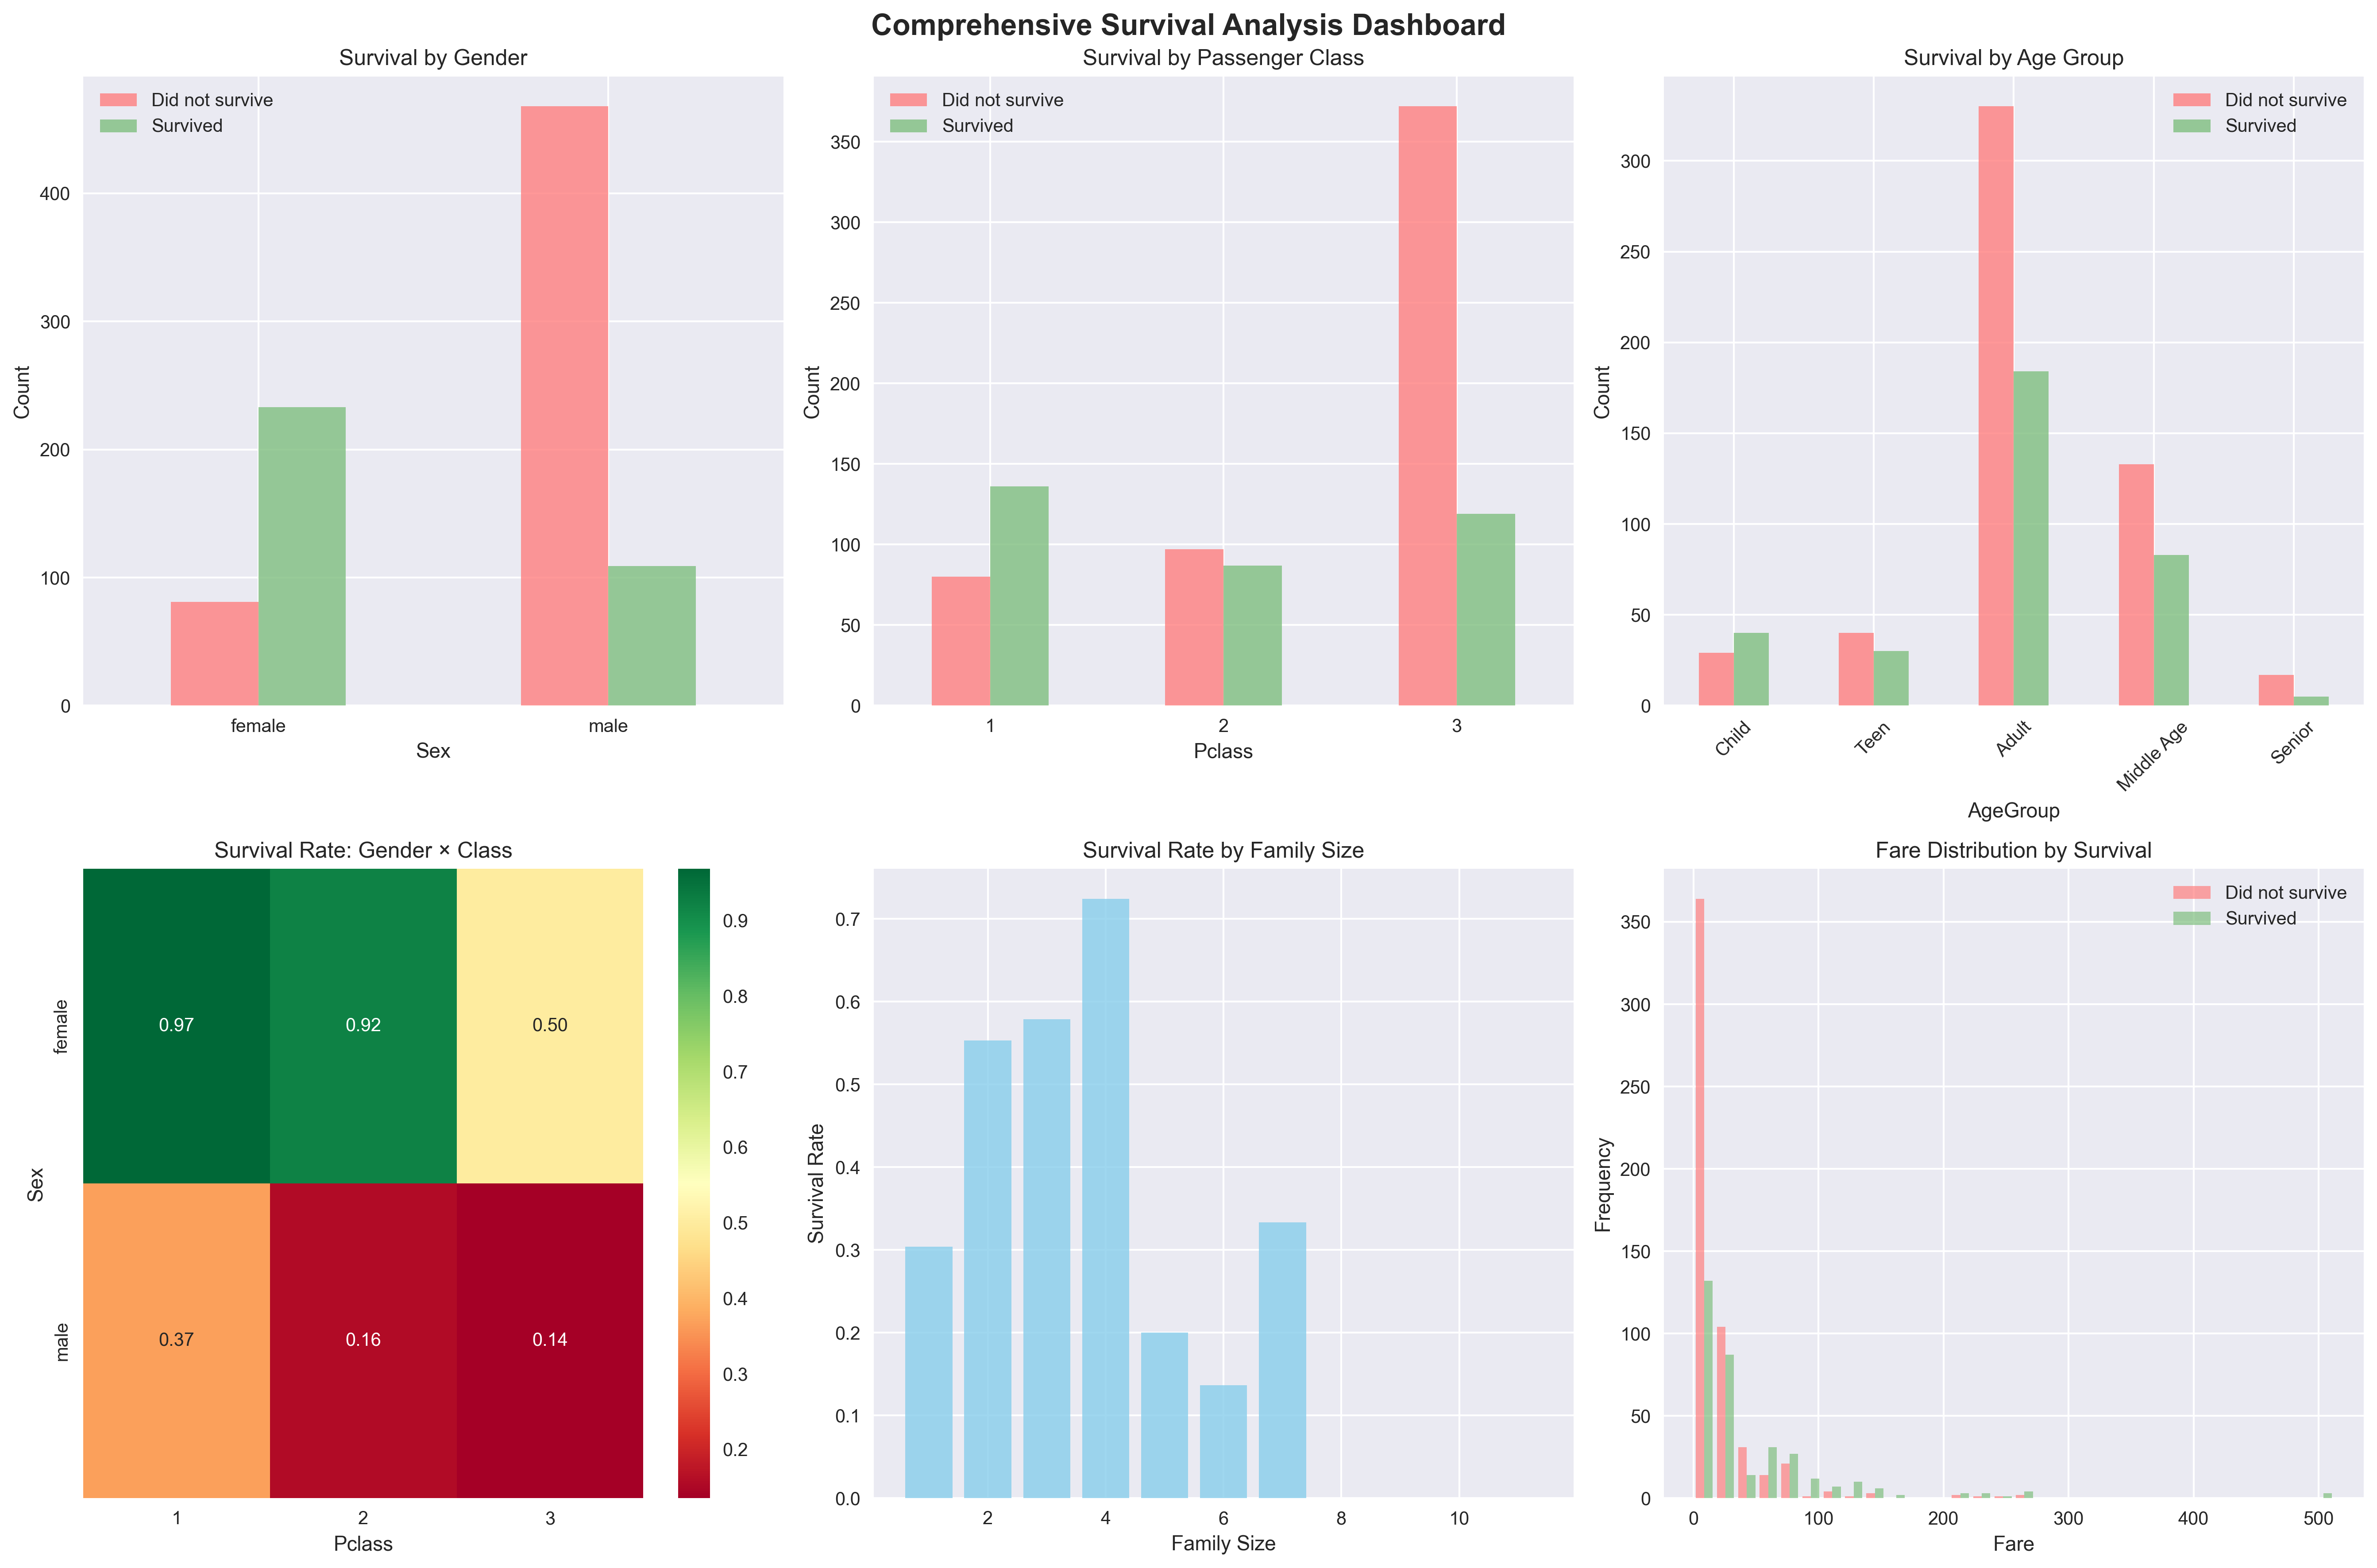 Comprehensive Survival Analysis Dashboard
Survival by Gender
Did not survive
Survived
Count
400
300
200
100
0
female
male
Sex
Survival by Passenger Class
Did not survive
Survived
Count
350
300
250
200
150
100
50
0
1
2
3
Pclass
Survival by Age Group
Did not survive
Survived
Count
300
250
200
150
100
50
0
Child
Teen
Adult
Middle Age
Senior
AgeGroup
Survival Rate: Gender × Class
Sex
female
male
0.97
0.92
0.50
0.37
0.16
0.14
1
2
3
Pclass
0.9
0.8
0.7
0.6
0.5
0.4
0.3
0.2
Survival Rate by Family Size
Survival Rate
0.7
0.6
0.5
0.4
0.3
0.2
0.1
0.0
2
4
6
8
10
Family Size
Fare Distribution by Survival
Did not survive
Survived
Frequency
350
300
250
200
150
100
50
0
0
100
200
300
400
500
Fare